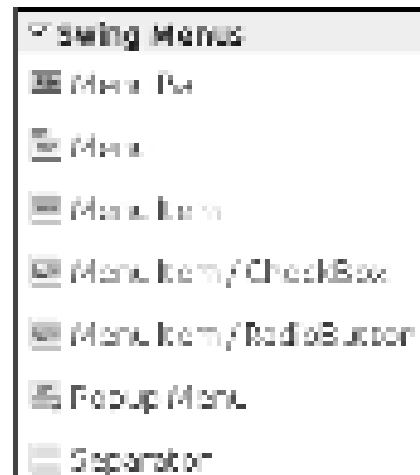 Swing Menus
Menu Bar
Menu
Menu Item
Menu Item / CheckBox
Menu Item / RadioButton
Popup Menu
Separator